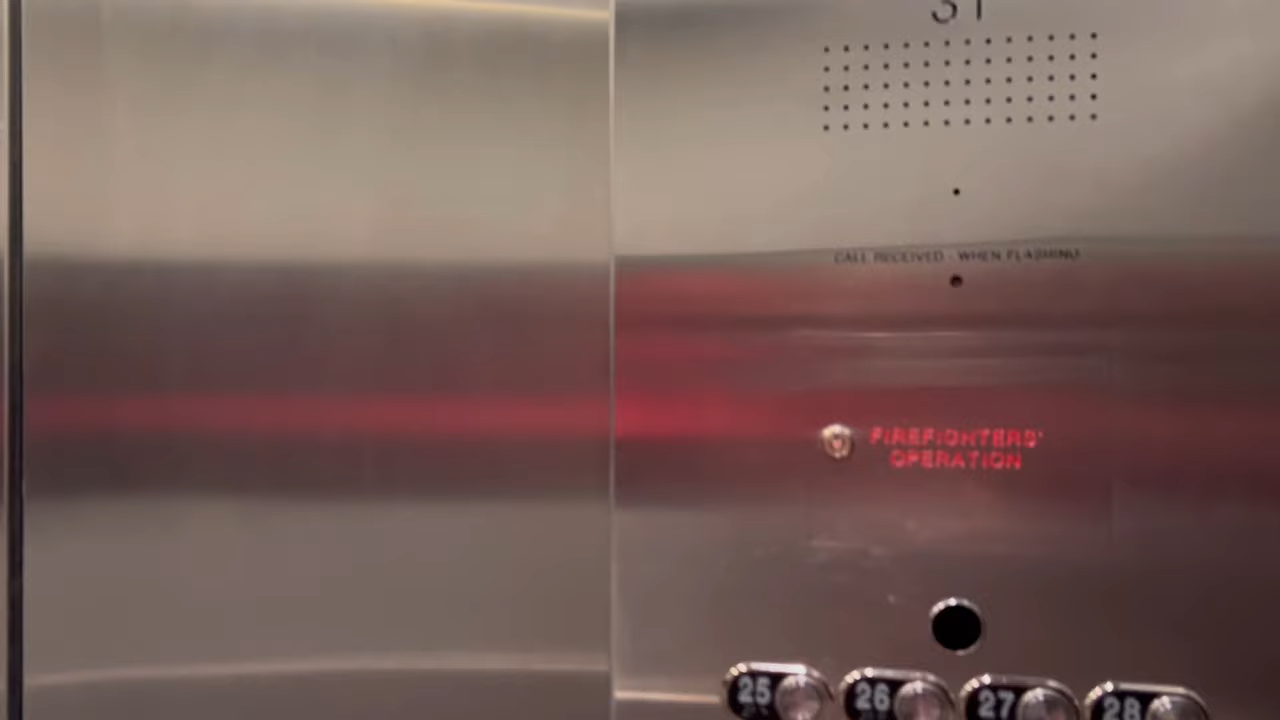 31
CALL RECEIVED - WHEN FLASHING
FIREFIGHTERS'
OPERATION
25 26 27 28